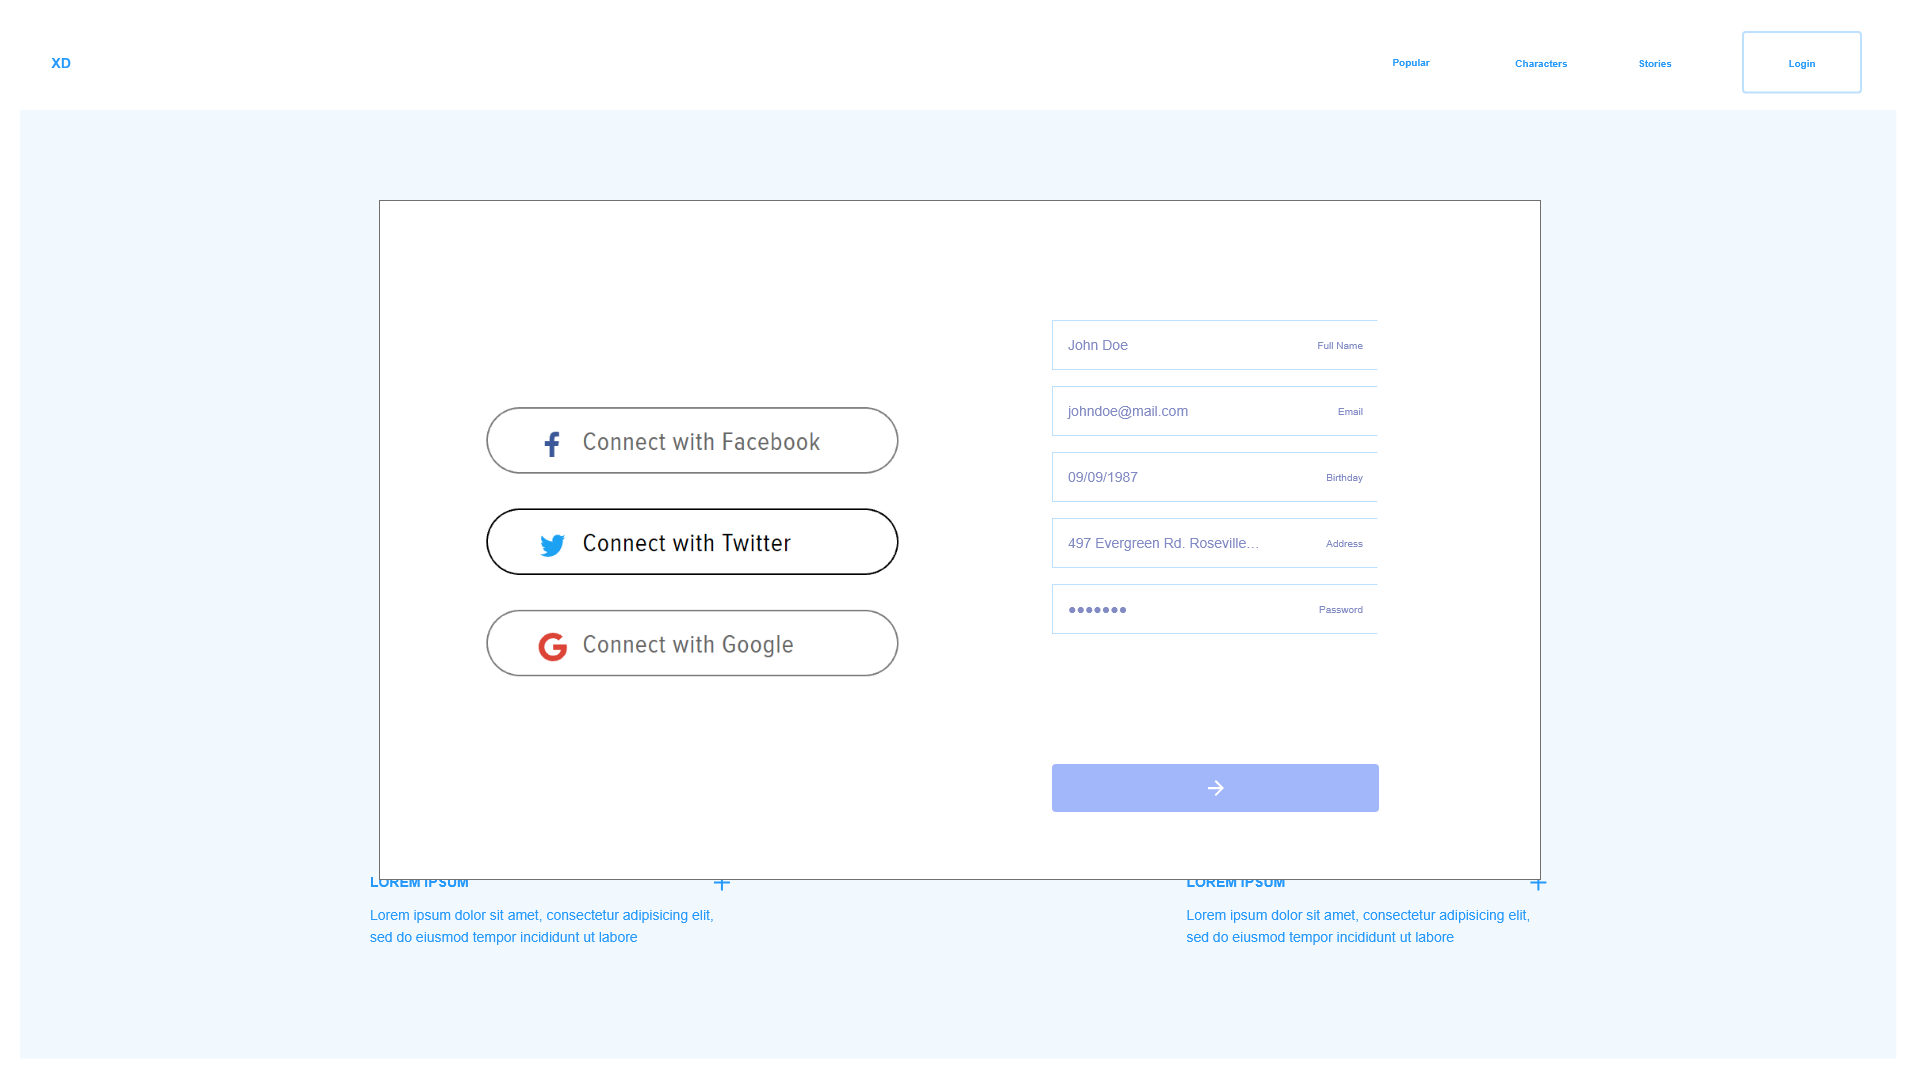 XD
Popular
Characters
Stories
Login
Connect with Facebook
Connect with Twitter
Connect with Google
John Doe
Full Name
johndoe@mail.com
Email
09/09/1987
Birthday
497 Evergreen Rd. Roseville...
Address
•••••••
Password
LOREM IPSUM
Lorem ipsum dolor sit amet, consectetur adipisicing elit,
sed do eiusmod tempor incididunt ut labore
LOREM IPSUM
Lorem ipsum dolor sit amet, consectetur adipisicing elit,
sed do eiusmod tempor incididunt ut labore